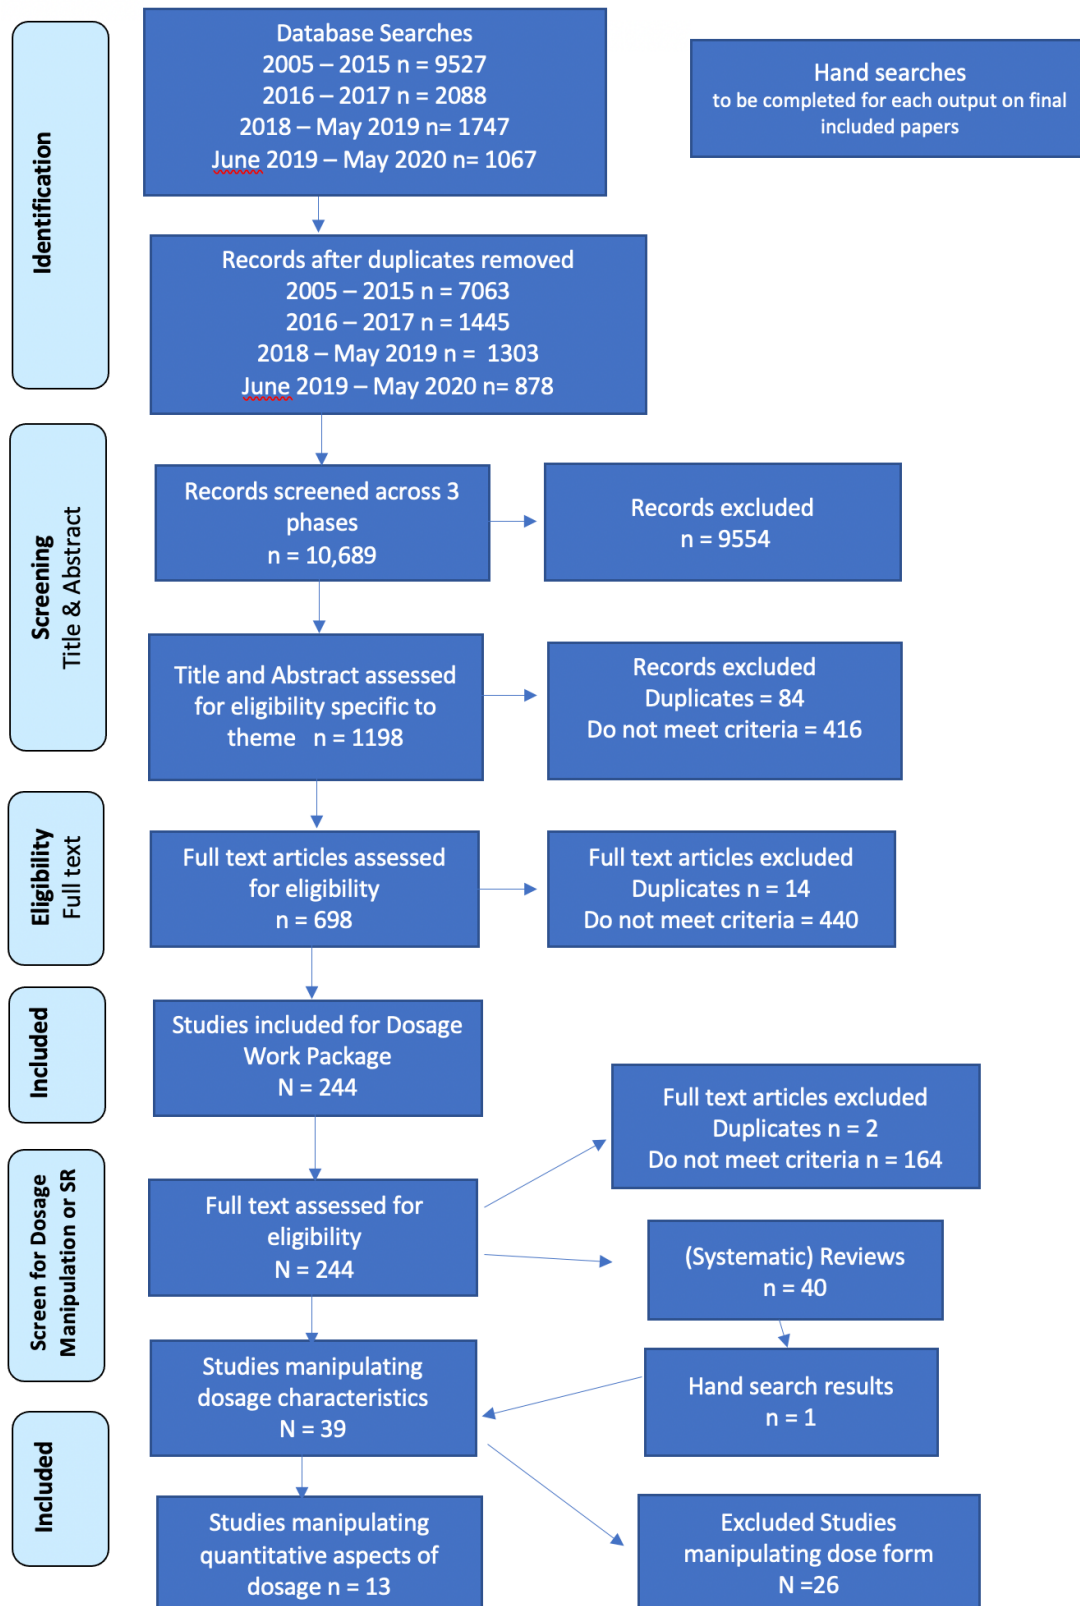 Identification
Database Searches
2005 – 2015 n = 9527
2016 – 2017 n = 2088
2018 – May 2019 n= 1747
June 2019 – May 2020 n= 1067
Hand searches
to be completed for each output on final
included papers
Records after duplicates removed
2005 – 2015 n = 7063
2016 – 2017 n = 1445
2018 – May 2019 n = 1303
June 2019 – May 2020 n= 878
Screening
Title & Abstract
Records screened across 3
phases
n = 10,689
Records excluded
n = 9554
Title and Abstract assessed
for eligibility specific to
theme n = 1198
Records excluded
Duplicates = 84
Do not meet criteria = 416
Eligibility
Full text
Full text articles assessed
for eligibility
n = 698
Full text articles excluded
Duplicates n = 14
Do not meet criteria = 440
Included
Studies included for Dosage
Work Package
N = 244
Screen for Dosage
Manipulation or SR
Full text assessed for
eligibility
N = 244
Full text articles excluded
Duplicates n = 2
Do not meet criteria n = 164
(Systematic) Reviews
n = 40
Hand search results
n = 1
Studies manipulating
dosage characteristics
N = 39
Included
Studies manipulating
quantitative aspects of
dosage n = 13
Excluded Studies
manipulating dose form
N =26